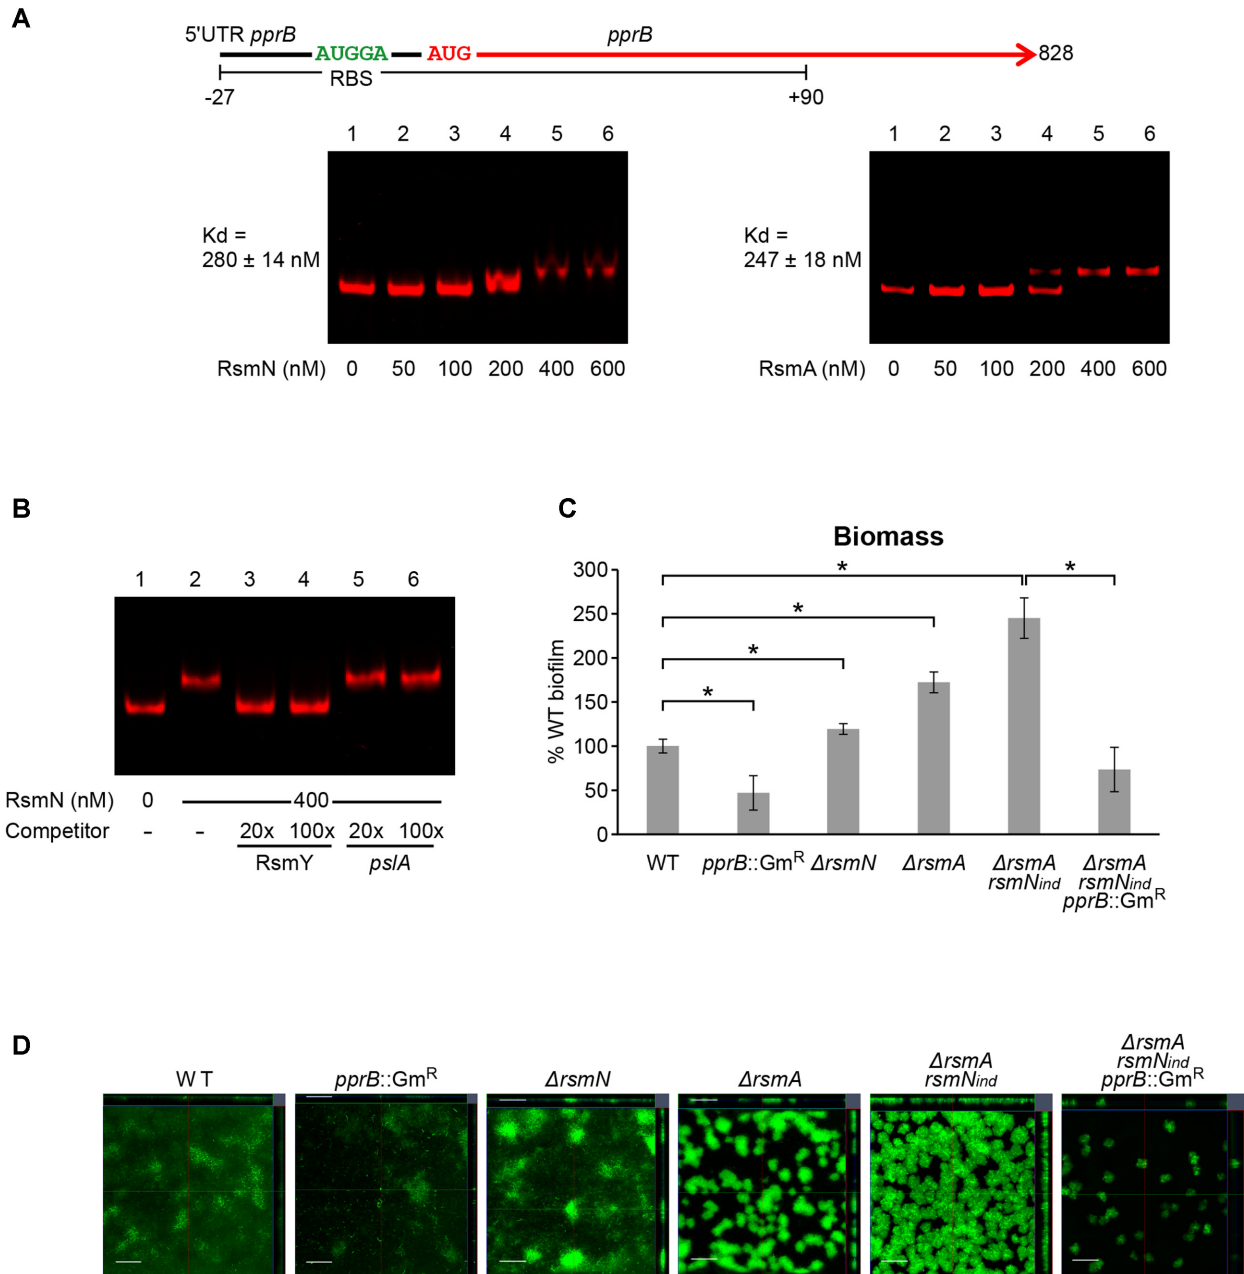 A
5'UTR pprB
pprB
AUGGA
AUG
828
RBS
-27
+90
1 2 3 4 5 6
1 2 3 4 5 6
Kd =
280 ± 14 nM
Kd =
247 ± 18 nM
RsmN (nM) 0 50 100 200 400 600
RsmA (nM) 0 50 100 200 400 600
B
1 2 3 4 5 6
RsmN (nM) 0 400
Competitor - - 20x 100x 20x 100x
RsmY pslA
C
Biomass
% WT biofilm
300
250
200
150
100
50
0
*
*
*
*
*
WT
pprB::Gmᴿ
ΔrsmN
ΔrsmA
ΔrsmA
rsmNind
ΔrsmA
rsmNind
pprB::Gmᴿ
D
WT
pprB::Gmᴿ
ΔrsmN
ΔrsmA
ΔrsmA
rsmNind
ΔrsmA
rsmNind
pprB::Gmᴿ